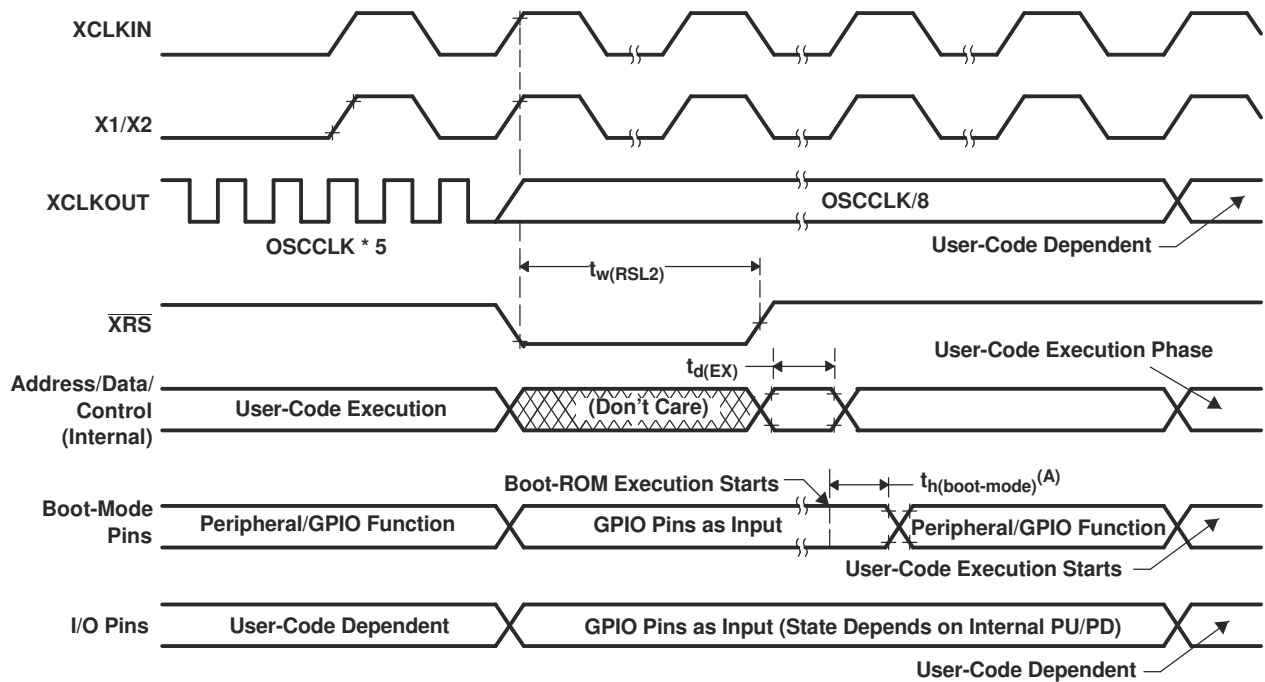 XCLKIN
X1/X2
XCLKOUT
OSCCLK * 5
OSCCLK/8
User-Code Dependent
tw(RSL2)
XRS
td(EX)
User-Code Execution Phase
Address/Data/
Control
(Internal)
User-Code Execution
(Don't Care)
Boot-ROM Execution Starts
th(boot-mode)(A)
Boot-Mode
Pins
Peripheral/GPIO Function
GPIO Pins as Input
Peripheral/GPIO Function
User-Code Execution Starts
I/O Pins
User-Code Dependent
GPIO Pins as Input (State Depends on Internal PU/PD)
User-Code Dependent